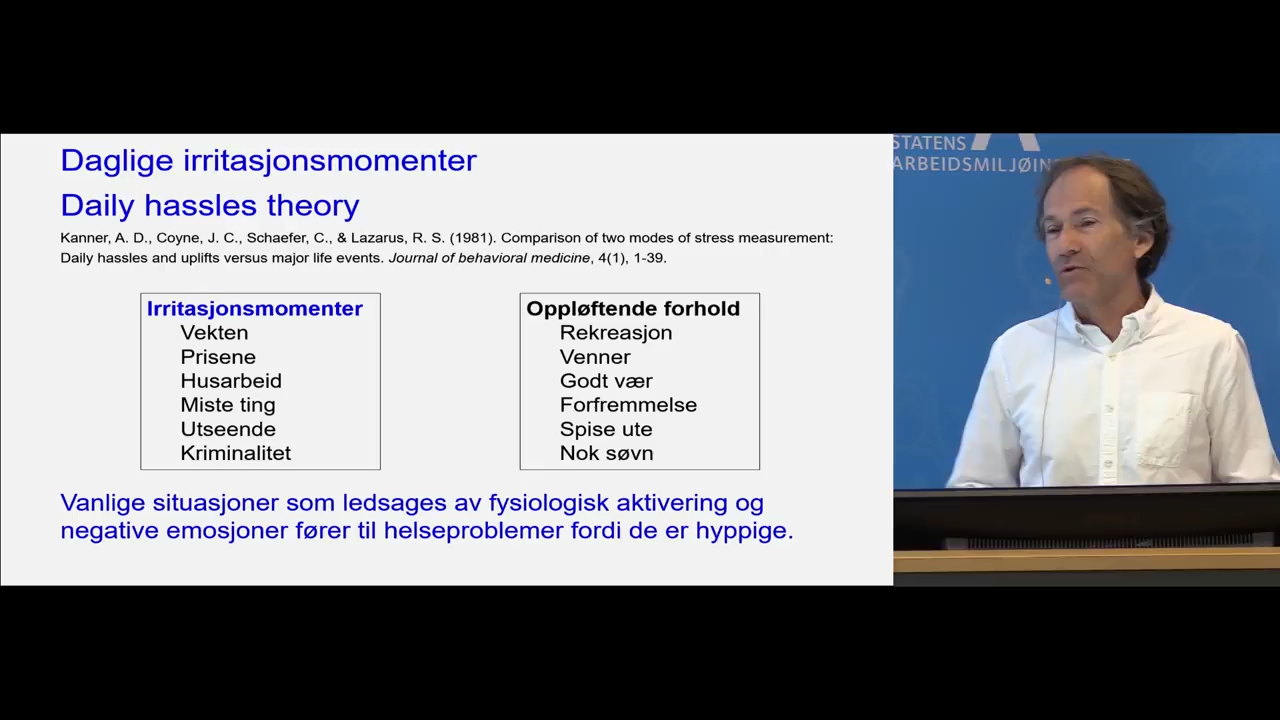 Daglige irritasjonsmomenter
Daily hassles theory
Kanner, A. D., Coyne, J. C., Schaefer, C., & Lazarus, R. S. (1981). Comparison of two modes of stress measurement:
Daily hassles and uplifts versus major life events. Journal of behavioral medicine, 4(1), 1-39.
Irritasjonsmomenter
Vekten
Prisene
Husarbeid
Miste ting
Utseende
Kriminalitet
Oppløftende forhold
Rekreasjon
Venner
Godt vær
Forfremmelse
Spise ute
Nok søvn
Vanlige situasjoner som ledsages av fysiologisk aktivering og
negative emosjoner fører til helseproblemer fordi de er hyppige.
STATENS